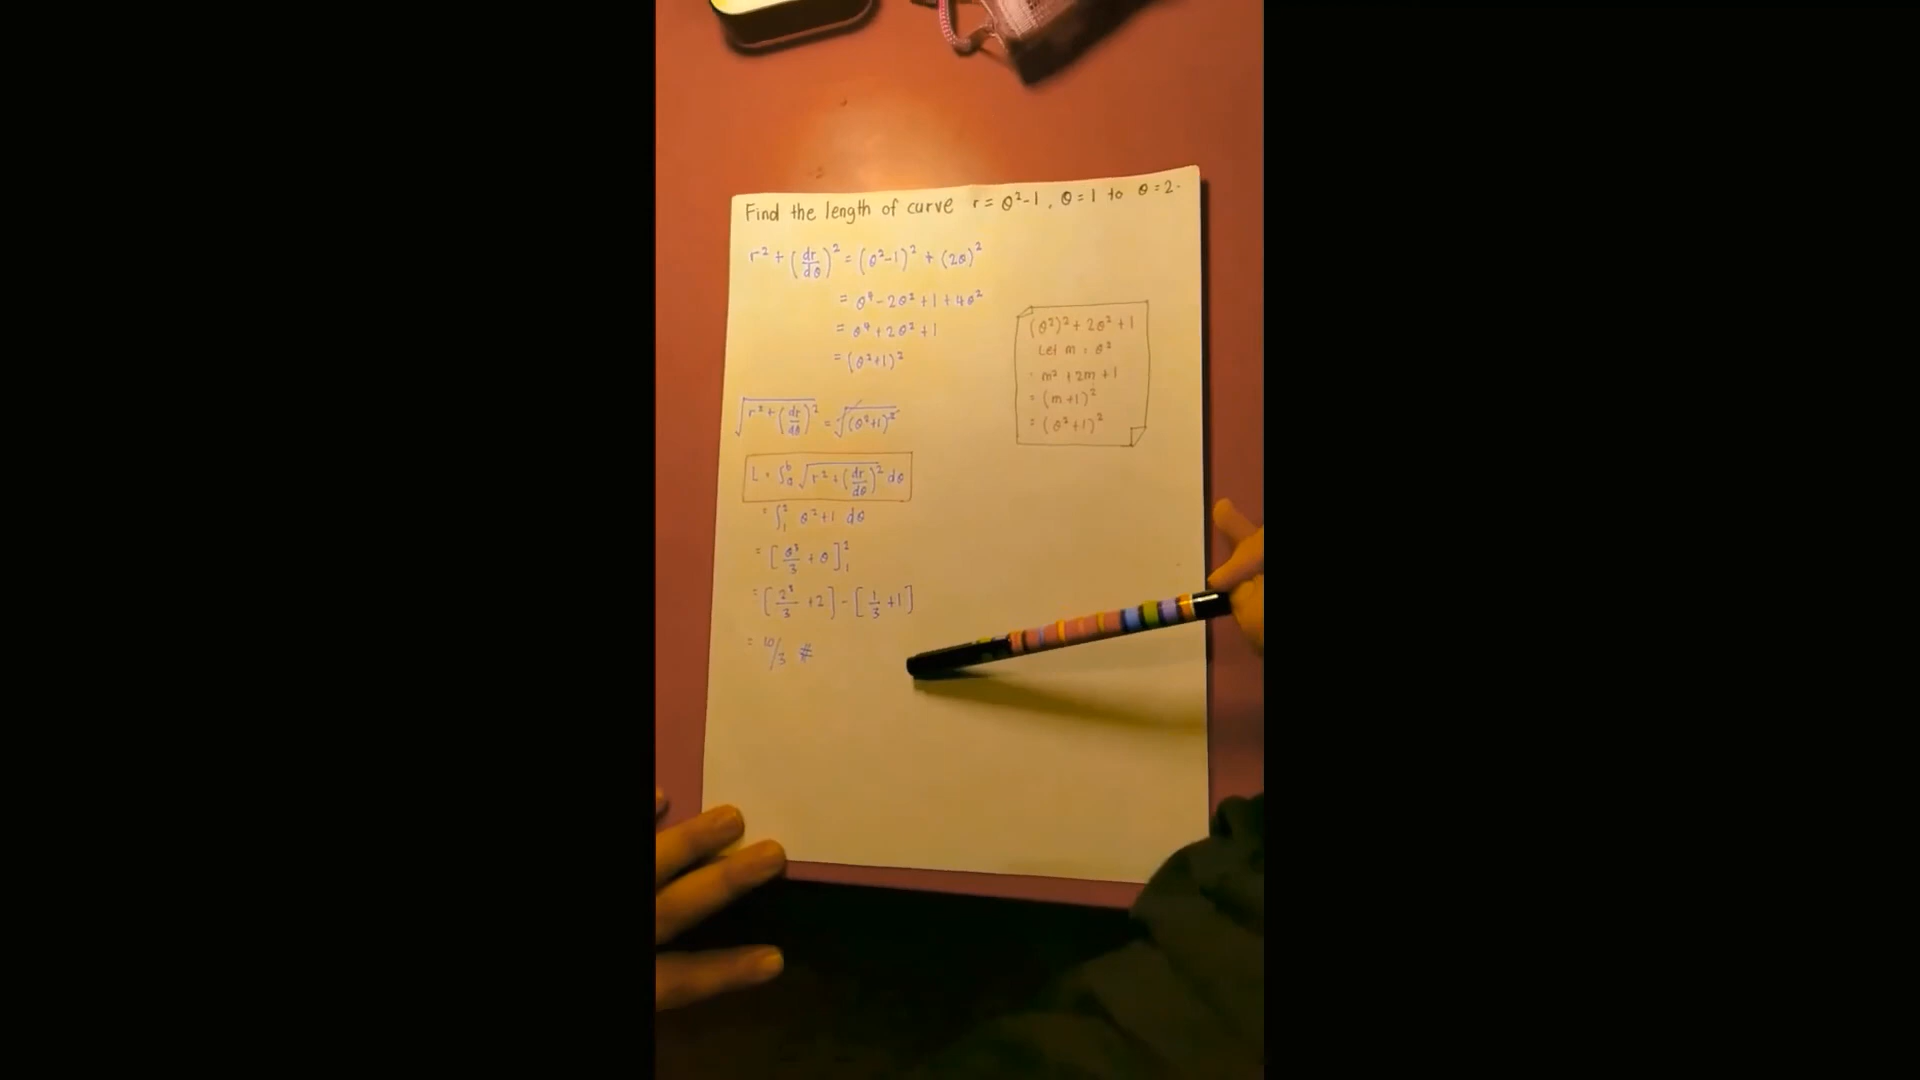 Find the length of curve r = θ²-1, θ=1 to θ=2.
r² + (dr/dθ)² = (θ²-1)² + (2θ)²
= θ⁴ - 2θ² + 1 + 4θ²
= θ⁴ + 2θ² + 1
= (θ²+1)²
(θ²)² + 2θ² + 1
Let m = θ²
= m² + 2m + 1
= (m+1)²
= (θ²+1)²
√(r² + (dr/dθ)²) = √(θ²+1)²
L = ∫ₐᵇ √(r² + (dr/dθ)²) dθ
= ∫₁² θ²+1 dθ
= [θ³/3 + θ]₁²
= [2³/3 + 2] - [1/3 + 1]
= 10/3 #